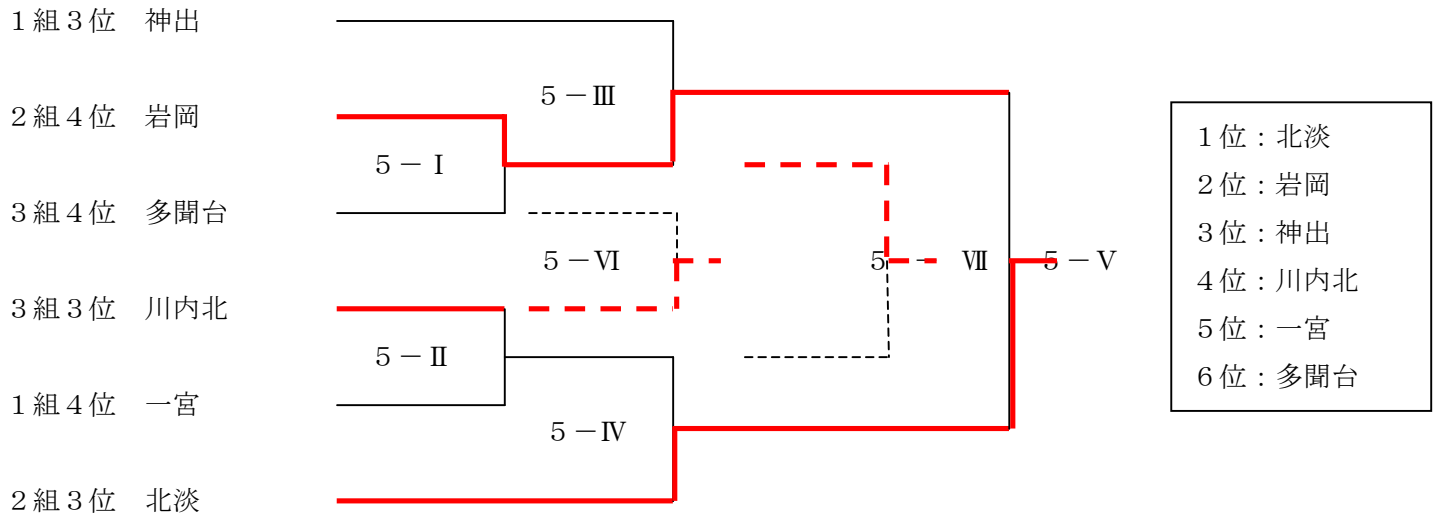 １組３位　神出
５－Ⅲ
２組４位　岩岡
５－Ⅰ
３組４位　多聞台
５－Ⅵ
５－Ⅶ
５－Ⅴ
３組３位　川内北
５－Ⅱ
１組４位　一宮
５－Ⅳ
２組３位　北淡
１位：北淡
２位：岩岡
３位：神出
４位：川内北
５位：一宮
６位：多聞台